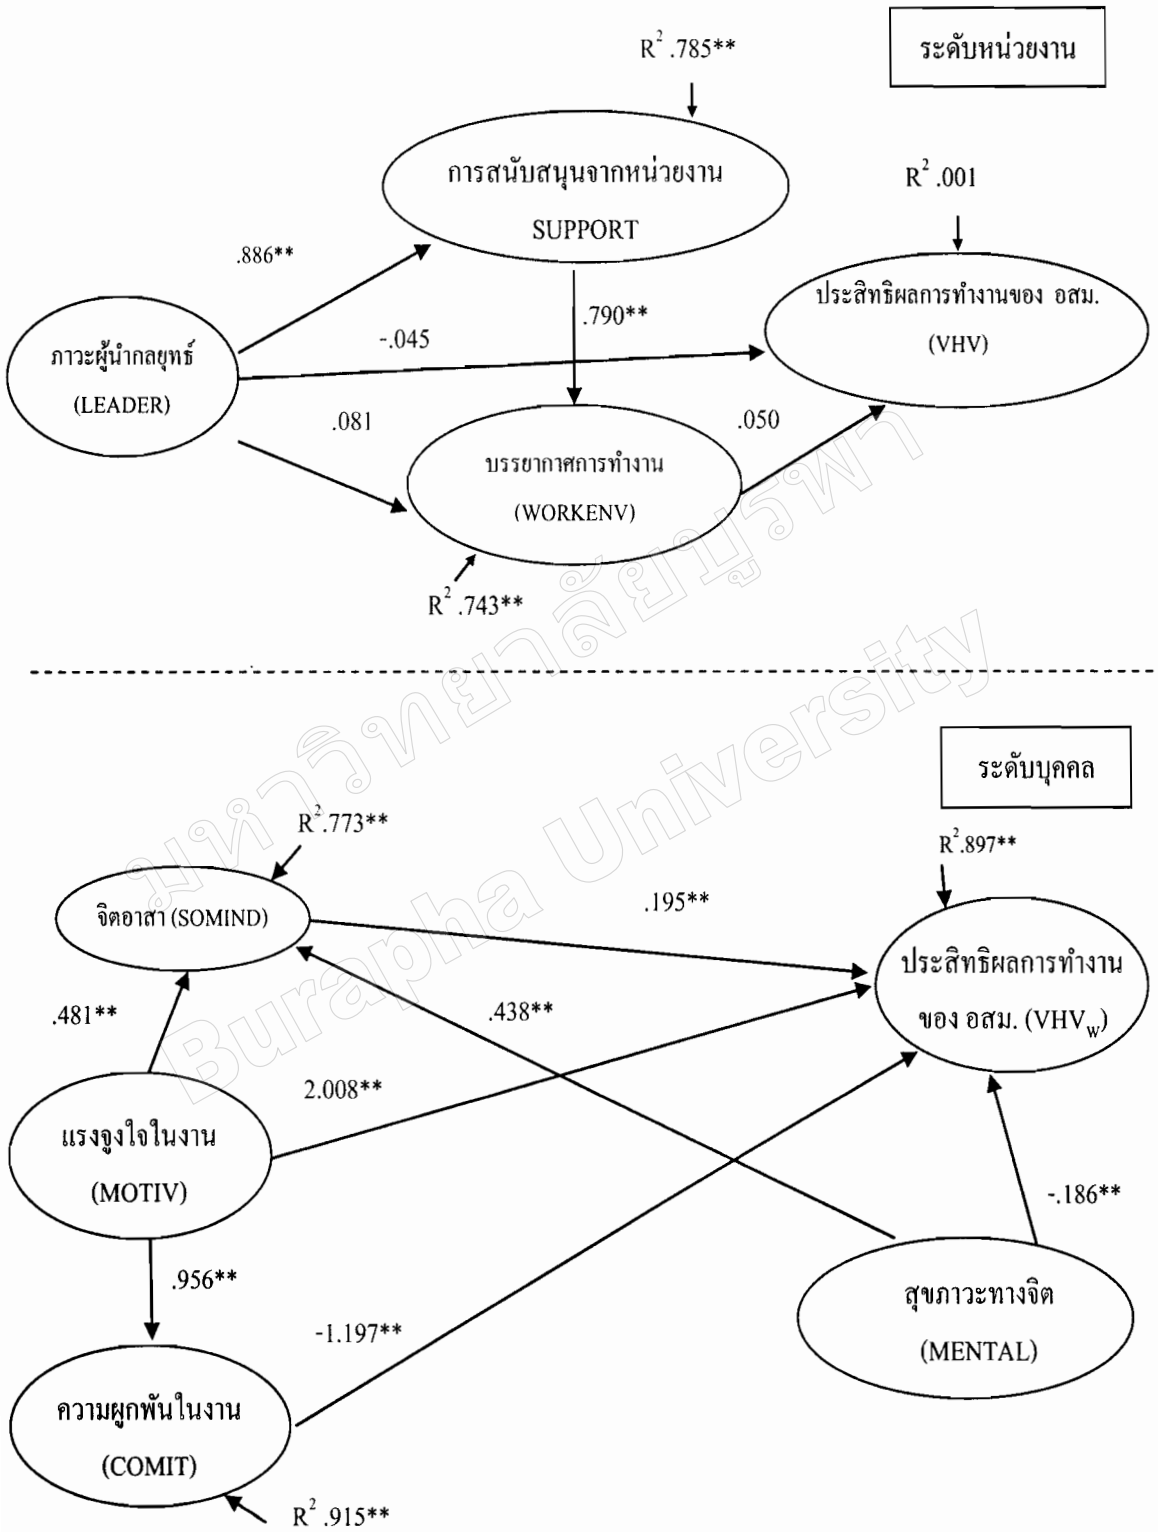 R² .785**
ระดับหน่วยงาน
การสนับสนุนจากหน่วยงาน
SUPPORT
R² .001
.886**
ประสิทธิผลการทำงานของ อสม.
(VHV)
.790**
-.045
ภาวะผู้นำกลยุทธ์
(LEADER)
.081
.050
บรรยากาศการทำงาน
(WORKENV)
R² .743**
มหาวิทยาลัยบูรพา
Burapha University
ระดับบุคคล
R².773**
R².897**
จิตอาสา (SOMIND)
.195**
ประสิทธิผลการทำงาน
ของ อสม. (VHVw)
.481**
.438**
2.008**
แรงจูงใจในงาน
(MOTIV)
-.186**
.956**
สุขภาวะทางจิต
(MENTAL)
-1.197**
ความผูกพันในงาน
(COMIT)
R² .915**